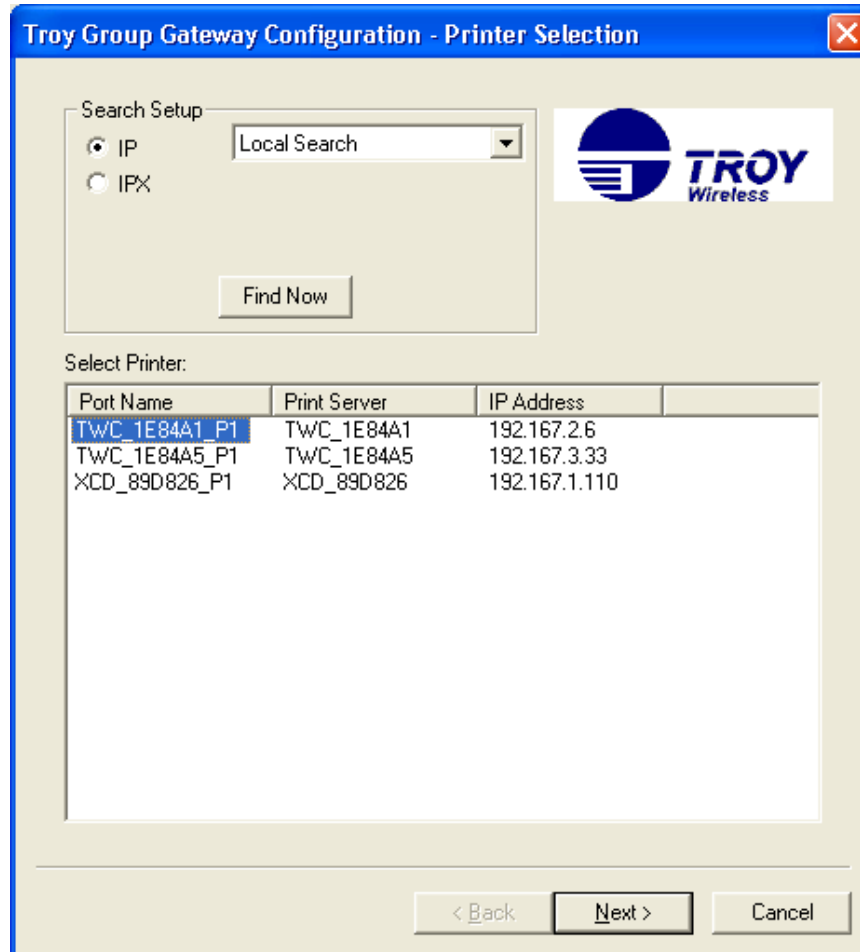 Troy Group Gateway Configuration - Printer Selection
Search Setup
IP
Local Search
IPX
TROY
Wireless
Find Now
Select Printer:
Port Name Print Server IP Address
TWC_1E84A1_P1 TWC_1E84A1 192.167.2.6
TWC_1E84A5_P1 TWC_1E84A5 192.167.3.33
XCD_89D826_P1 XCD_89D826 192.167.1.110
< Back Next > Cancel